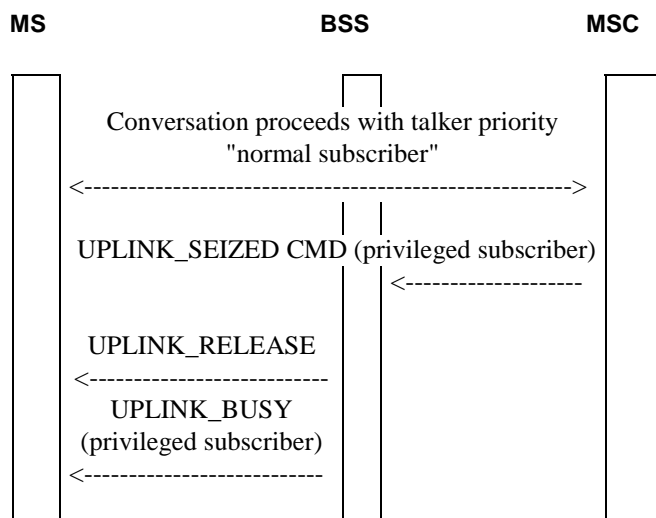 MS BSS MSC
Conversation proceeds with talker priority
"normal subscriber"
<------------------------------------------------------>
UPLINK_SEIZED CMD (privileged subscriber)
<--------------------
UPLINK_RELEASE
<---------------------------
UPLINK_BUSY
(privileged subscriber)
<---------------------------